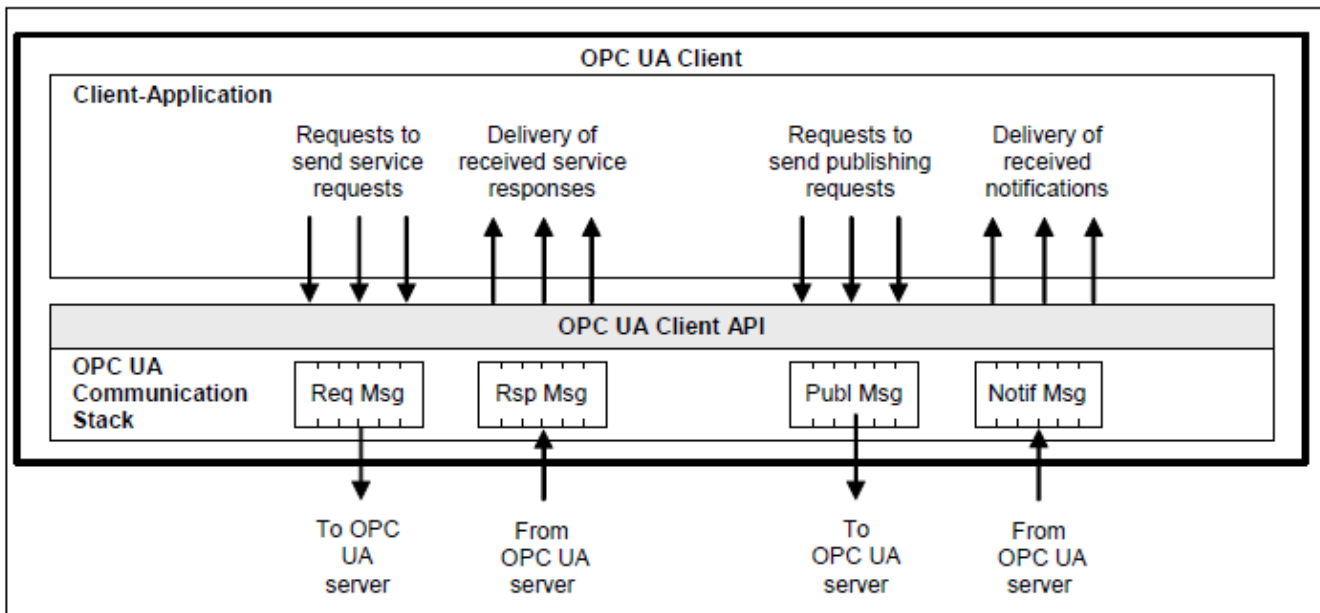 OPC UA Client
Client-Application
Requests to
send service
requests
Delivery of
received service
responses
Requests to
send publishing
requests
Delivery of
received
notifications
OPC UA Client API
OPC UA
Communication
Stack
Req Msg
Rsp Msg
Publ Msg
Notif Msg
To OPC
UA
server
From
OPC UA
server
To
OPC UA
server
From
OPC UA
server